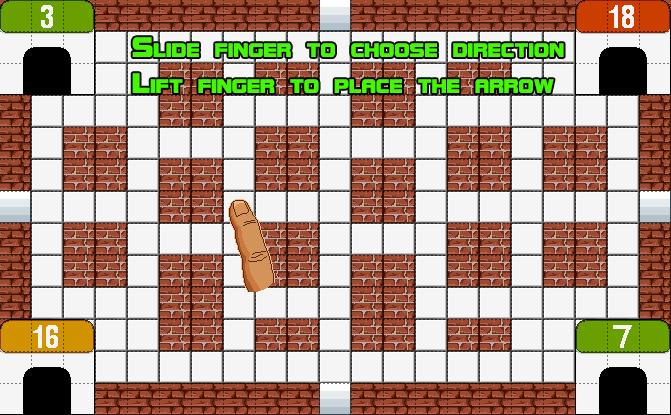 3
18
Slide finger to choose direction
Lift finger to place the arrow
16
7